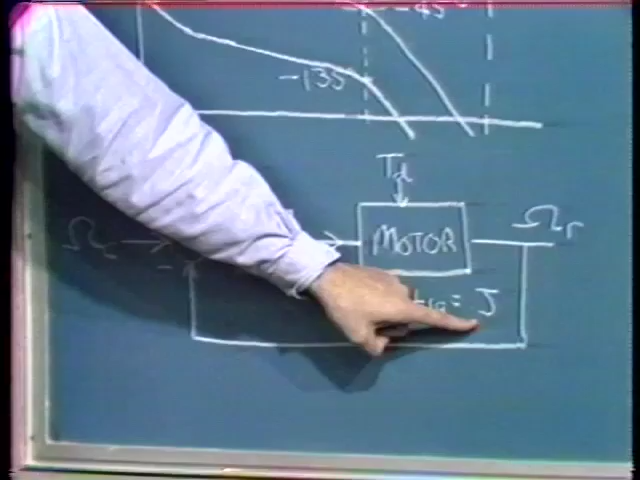 -45°
-135
T_d
Ω_c
MOTOR
Ω_r
-
= J